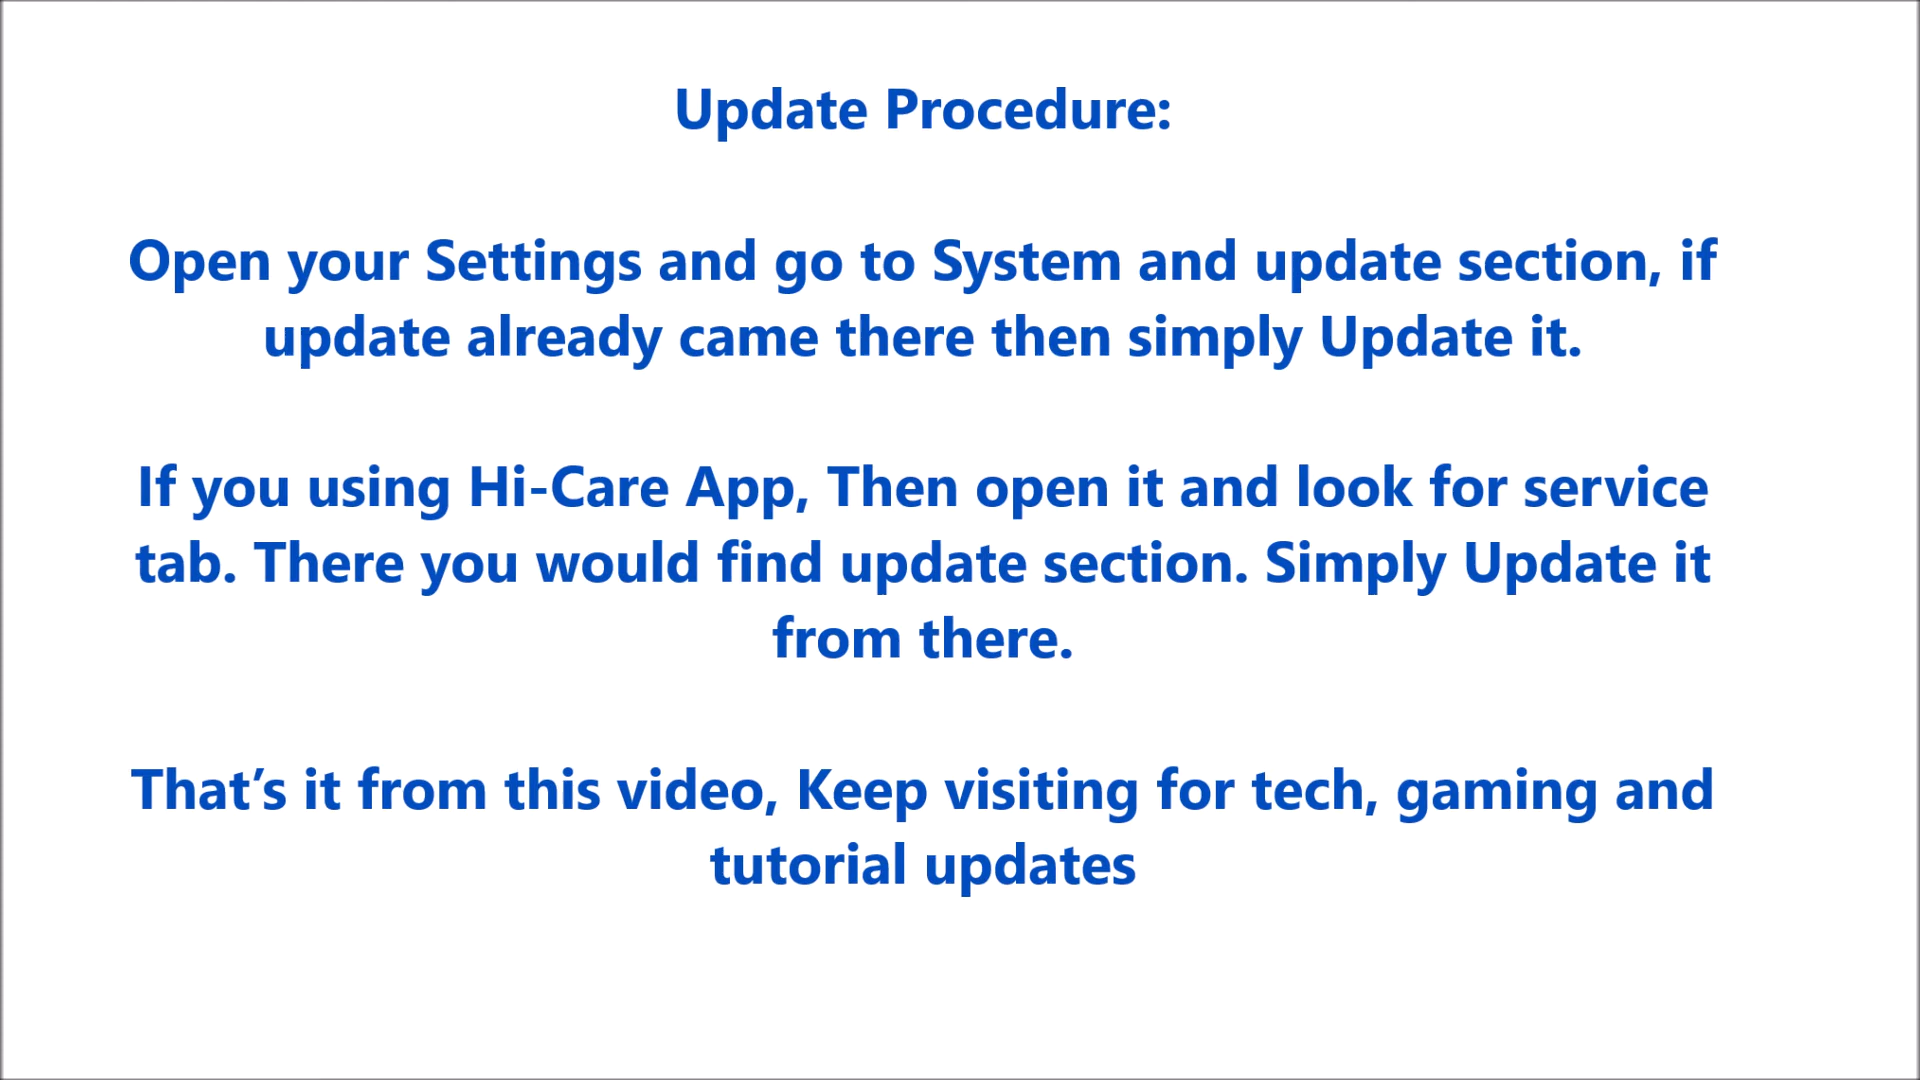 Update Procedure:
Open your Settings and go to System and update section, if
update already came there then simply Update it.
If you using Hi-Care App, Then open it and look for service
tab. There you would find update section. Simply Update it
from there.
That’s it from this video, Keep visiting for tech, gaming and
tutorial updates